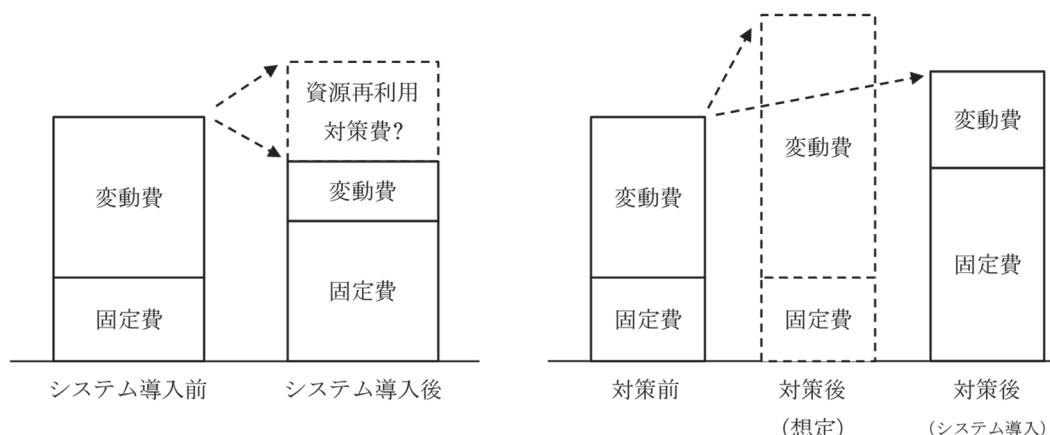 資源再利用
対策費?
変動費
変動費
固定費
固定費
システム導入前
システム導入後
変動費
変動費
変動費
固定費
固定費
固定費
対策前
対策後
(想定)
対策後
(システム導入)